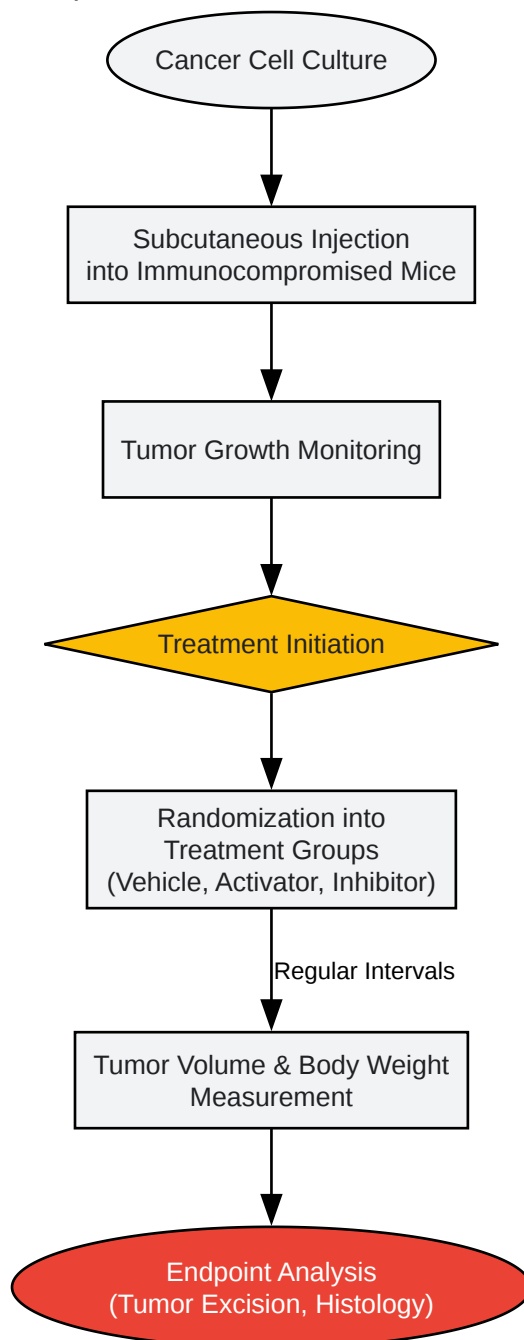 Cancer Cell Culture
Subcutaneous Injection
into Immunocompromised Mice
Tumor Growth Monitoring
Treatment Initiation
Randomization into
Treatment Groups
(Vehicle, Activator, Inhibitor)
Regular Intervals
Tumor Volume & Body Weight
Measurement
Endpoint Analysis
(Tumor Excision, Histology)